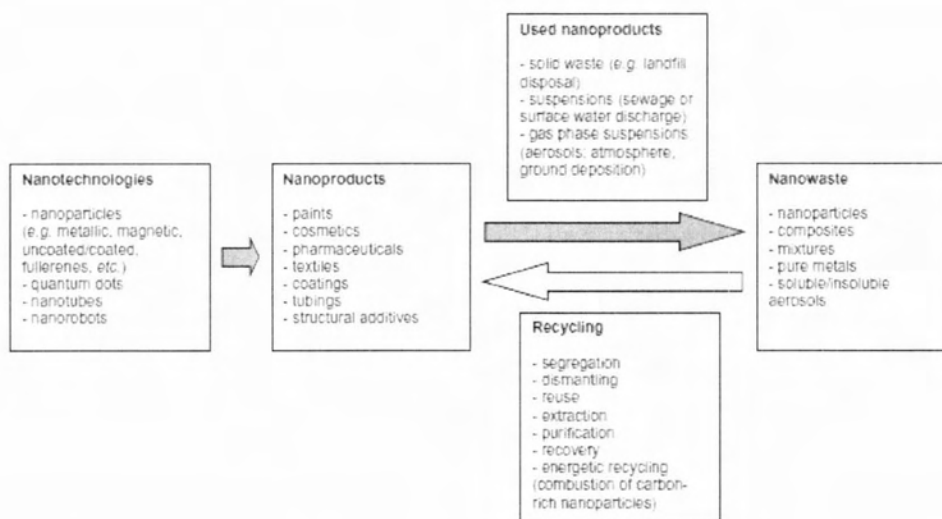 Used nanoproducts
- solid waste (e.g. landfill
disposal)
- suspensions (sewage or
surface water discharge)
- gas phase suspensions
(aerosols: atmosphere,
ground deposition)
Nanotechnologies
- nanoparticles
(e.g. metallic, magnetic,
uncoated/coated,
fullerenes, etc.)
- quantum dots
- nanotubes
- nanorobots
Nanoproducts
- paints
- cosmetics
- pharmaceuticals
- textiles
- coatings
- tubings
- structural additives
Nanowaste
- nanoparticles
- composites
- mixtures
- pure metals
- soluble/insoluble
aerosols
Recycling
- segregation
- dismantling
- reuse
- extraction
- purification
- recovery
- energetic recycling
(combustion of carbon-
rich nanoparticles)